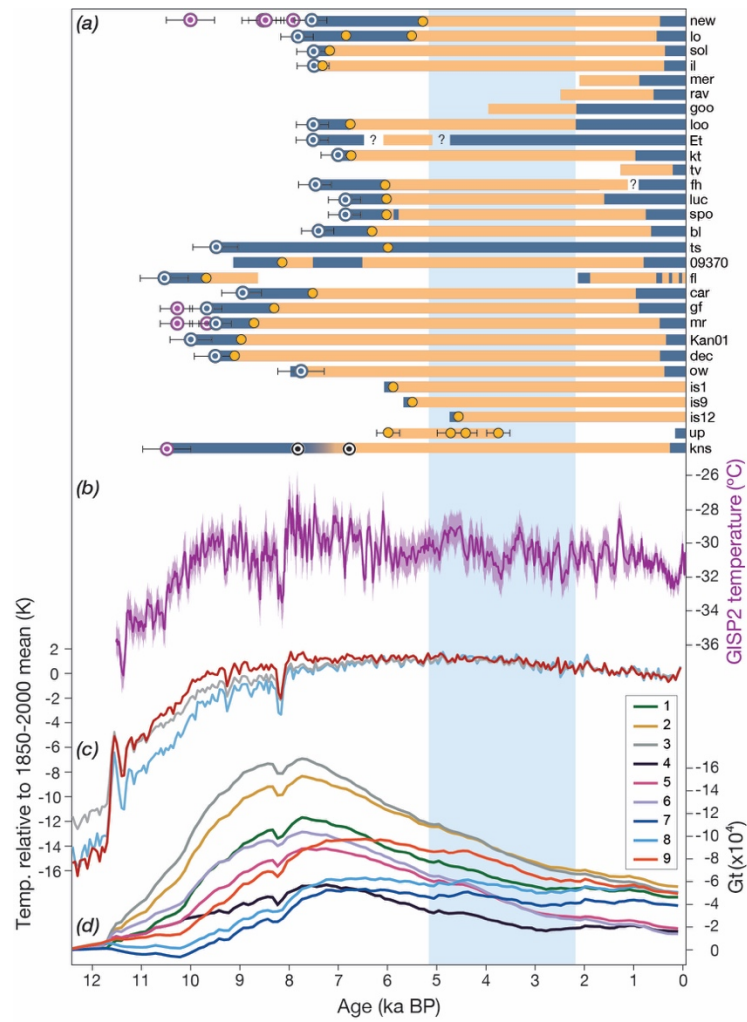 (a)
new
lo
sol
il
mer
rav
goo
loo
? ? Et
kt
tv
? fh
luc
spo
bl
ts
09370
fl
car
gf
mr
Kan01
dec
ow
is1
is9
is12
up
kns
(b)
-26
-28
-30
-32
-34
-36
GISP2 temperature (ºC)
Temp. relative to 1850-2000 mean (K)
2
0
-2
-4
-6
-8
-10
-12
-14
-16
(c)
1
2
3
4
5
6
7
8
9
-16
-14
-12
-10
-8
-6
-4
-2
0
Gt (x10⁴)
(d)
12 11 10 9 8 7 6 5 4 3 2 1 0
Age (ka BP)